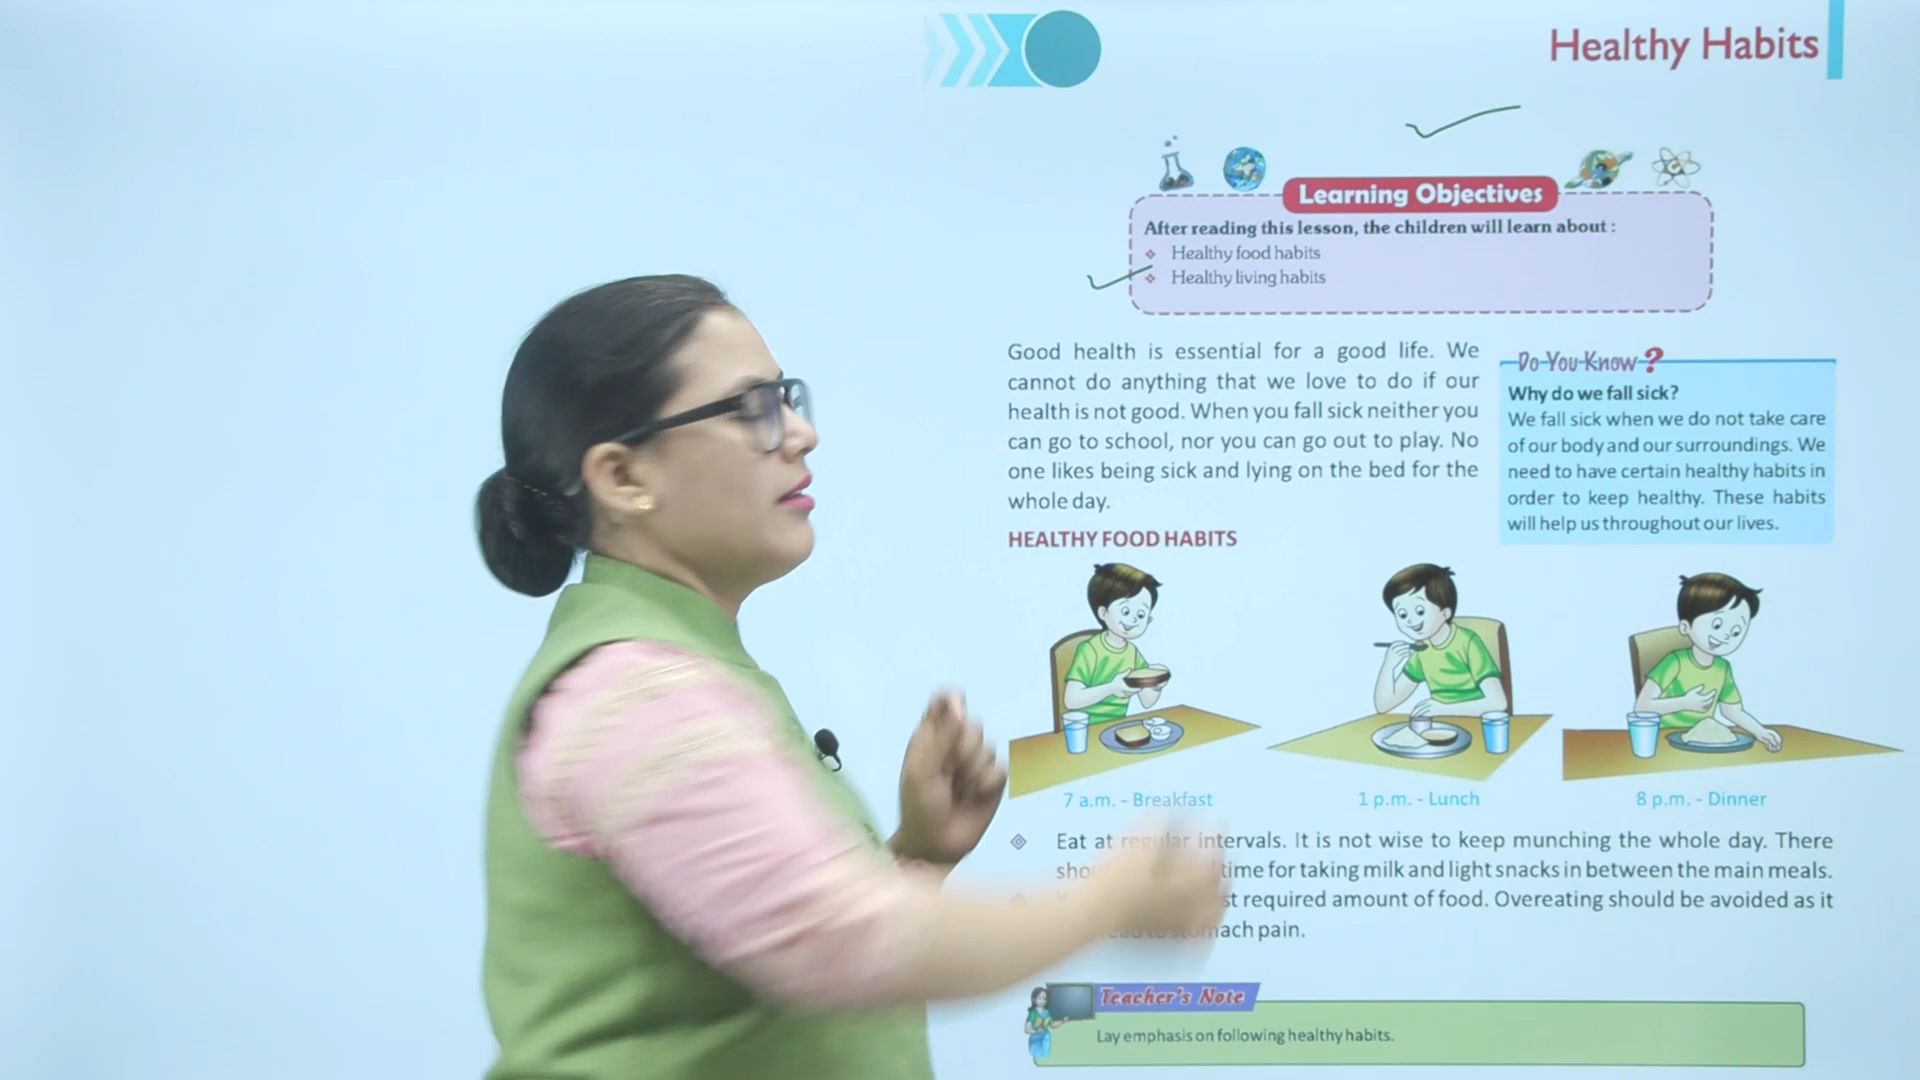 Healthy Habits
Learning Objectives
After reading this lesson, the children will learn about :
Healthy food habits
Healthy living habits
Good health is essential for a good life. We
cannot do anything that we love to do if our
health is not good. When you fall sick neither you
can go to school, nor you can go out to play. No
one likes being sick and lying on the bed for the
whole day.
Do You Know ?
Why do we fall sick?
We fall sick when we do not take care
of our body and our surroundings. We
need to have certain healthy habits in
order to keep healthy. These habits
will help us throughout our lives.
HEALTHY FOOD HABITS
7 a.m. - Breakfast
1 p.m. - Lunch
8 p.m. - Dinner
Eat at regular intervals. It is not wise to keep munching the whole day. There
time for taking milk and light snacks in between the main meals.
required amount of food. Overeating should be avoided as it
to stomach pain.
Teacher's Note
Lay emphasis on following healthy habits.